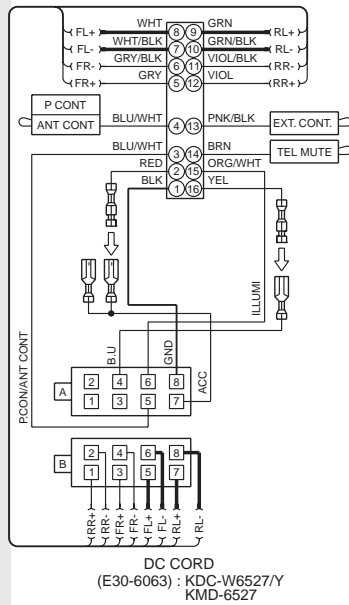 FL+ WHT 8 9 GRN RL+
FL- WHT/BLK 7 10 GRN/BLK RL-
FR- GRY/BLK 6 11 VIOL/BLK RR-
FR+ GRY 5 12 VIOL RR+
P CONT
ANT CONT BLU/WHT 4 13 PNK/BLK EXT. CONT.
BLU/WHT 3 14 BRN TEL MUTE
RED 2 15 ORG/WHT
BLK 1 16 YEL
ILLUMI
P.CON/ANT CONT
B.U
GND
ACC
A
2 4 6 8
1 3 5 7
B
2 4 6 8
1 3 5 7
RR+ RR- FR+ FR- FL+ FL- RL+ RL-
DC CORD
(E30-6063) : KDC-W6527/Y
KMD-6527